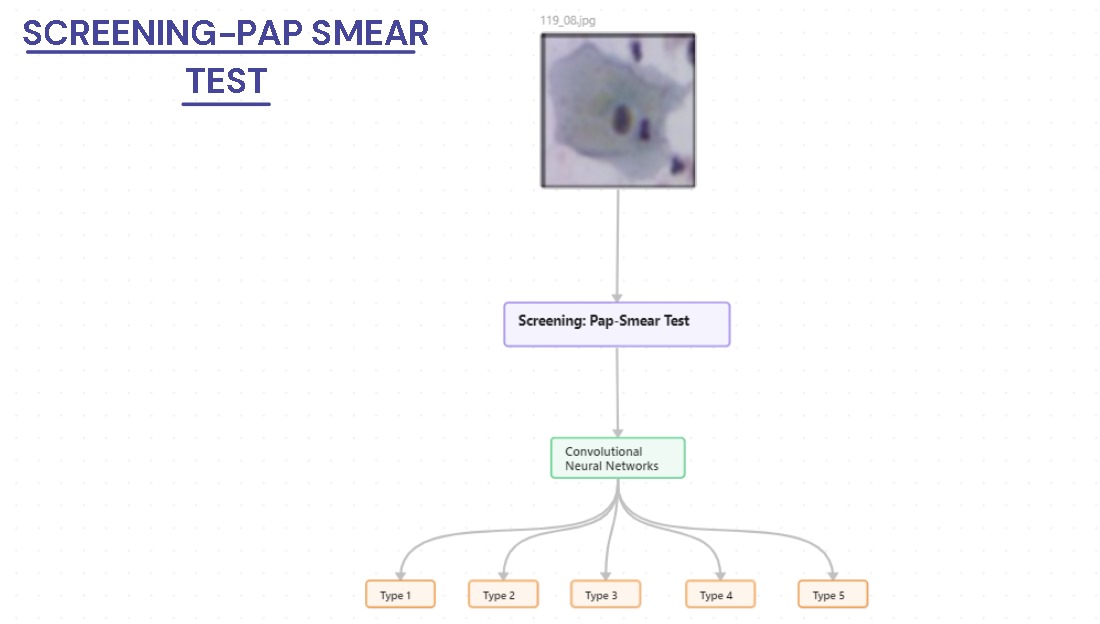 SCREENING–PAP SMEAR
TEST
119_08.jpg
Screening: Pap-Smear Test
Convolutional
Neural Networks
Type 1
Type 2
Type 3
Type 4
Type 5